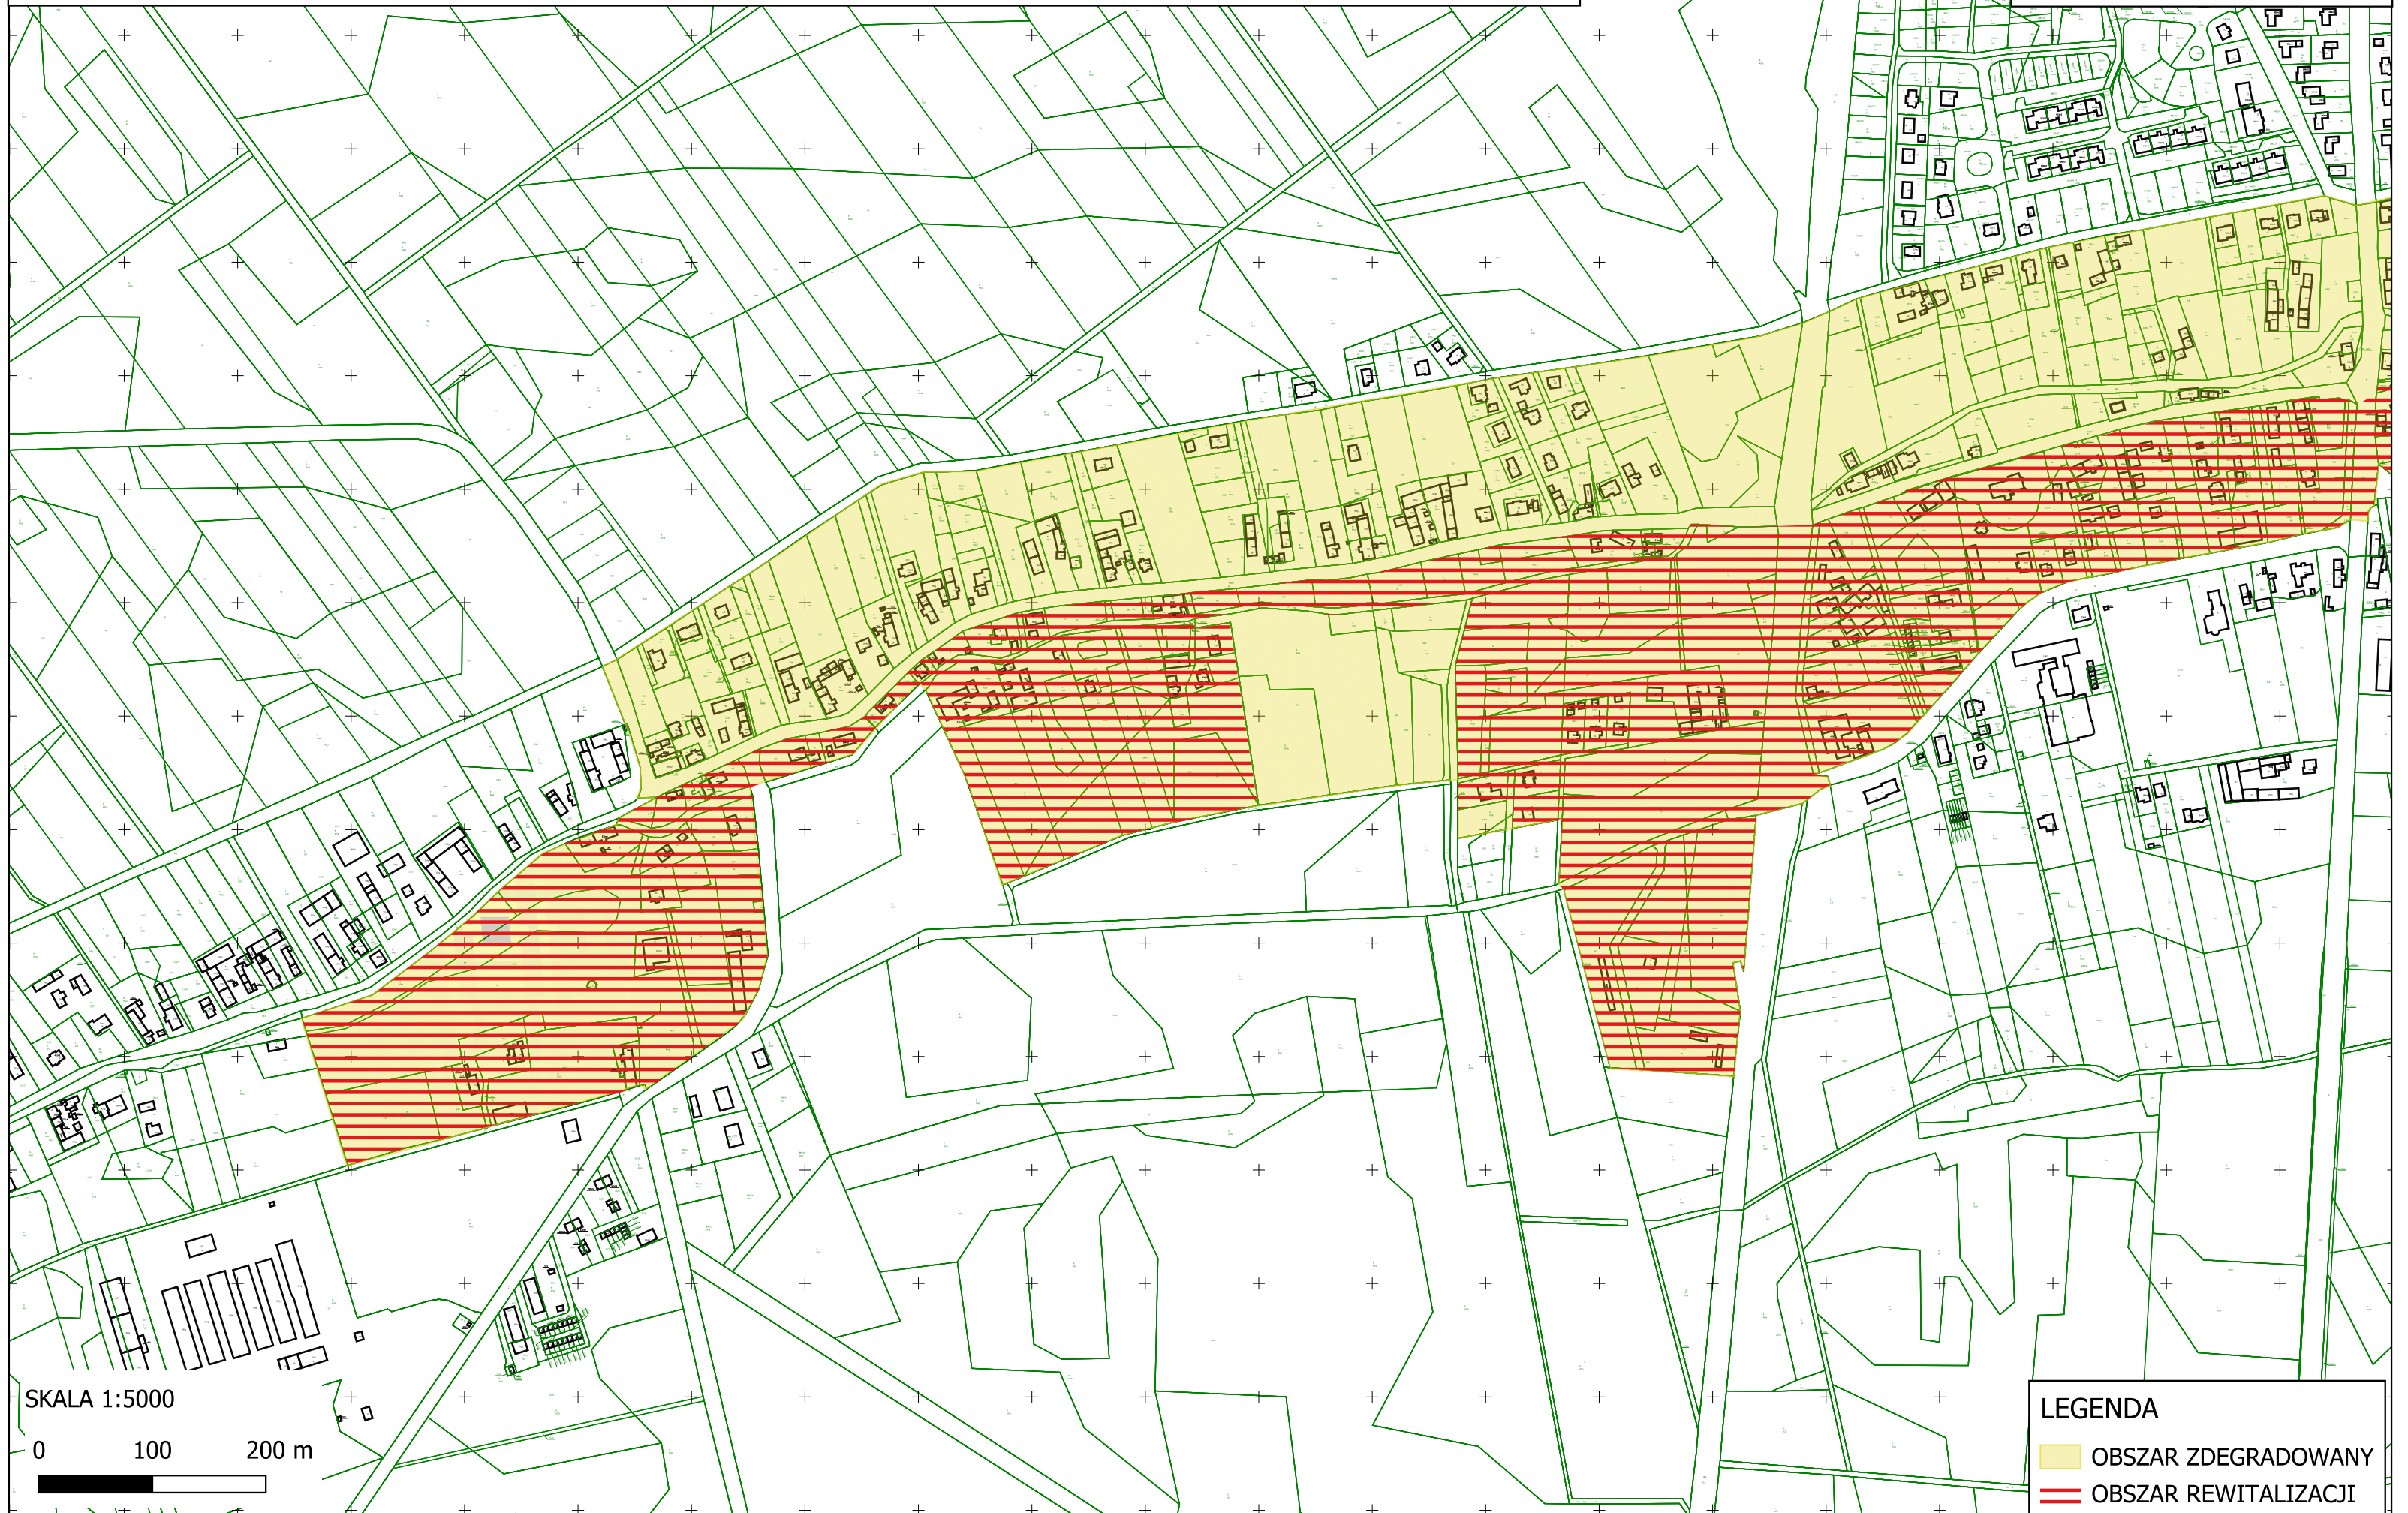 SKALA 1:5000
0 100 200 m
LEGENDA
OBSZAR ZDEGRADOWANY
OBSZAR REWITALIZACJI